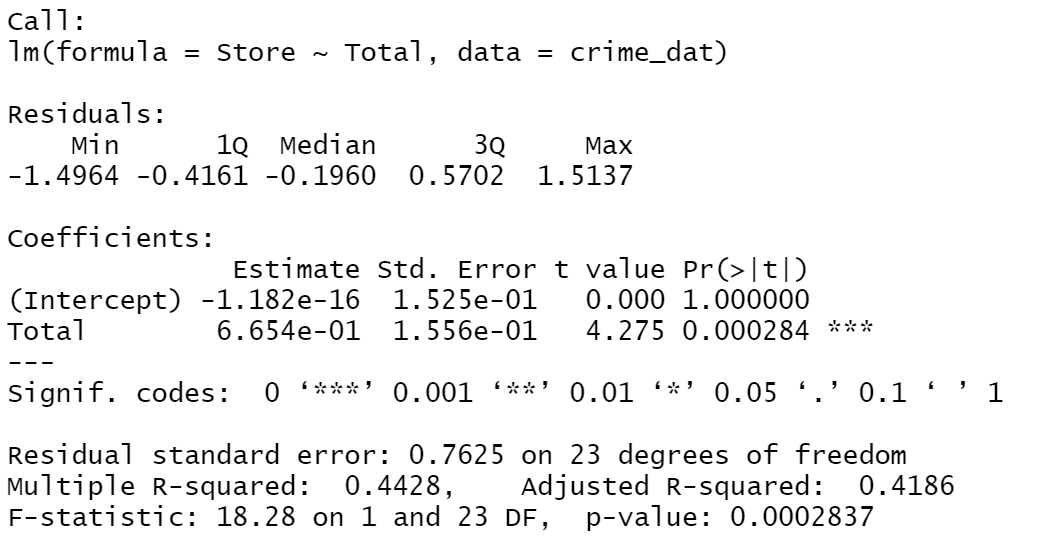 Call:
lm(formula = Store ~ Total, data = crime_dat)
Residuals:
    Min      1Q  Median      3Q     Max
-1.4964 -0.4161 -0.1960  0.5702  1.5137
Coefficients:
              Estimate Std. Error t value Pr(>|t|)
(Intercept) -1.182e-16  1.525e-01   0.000 1.000000
Total        6.654e-01  1.556e-01   4.275 0.000284 ***
---
Signif. codes:  0 ‘***’ 0.001 ‘**’ 0.01 ‘*’ 0.05 ‘.’ 0.1 ‘ ’ 1
Residual standard error: 0.7625 on 23 degrees of freedom
Multiple R-squared:  0.4428,    Adjusted R-squared:  0.4186
F-statistic: 18.28 on 1 and 23 DF,  p-value: 0.0002837